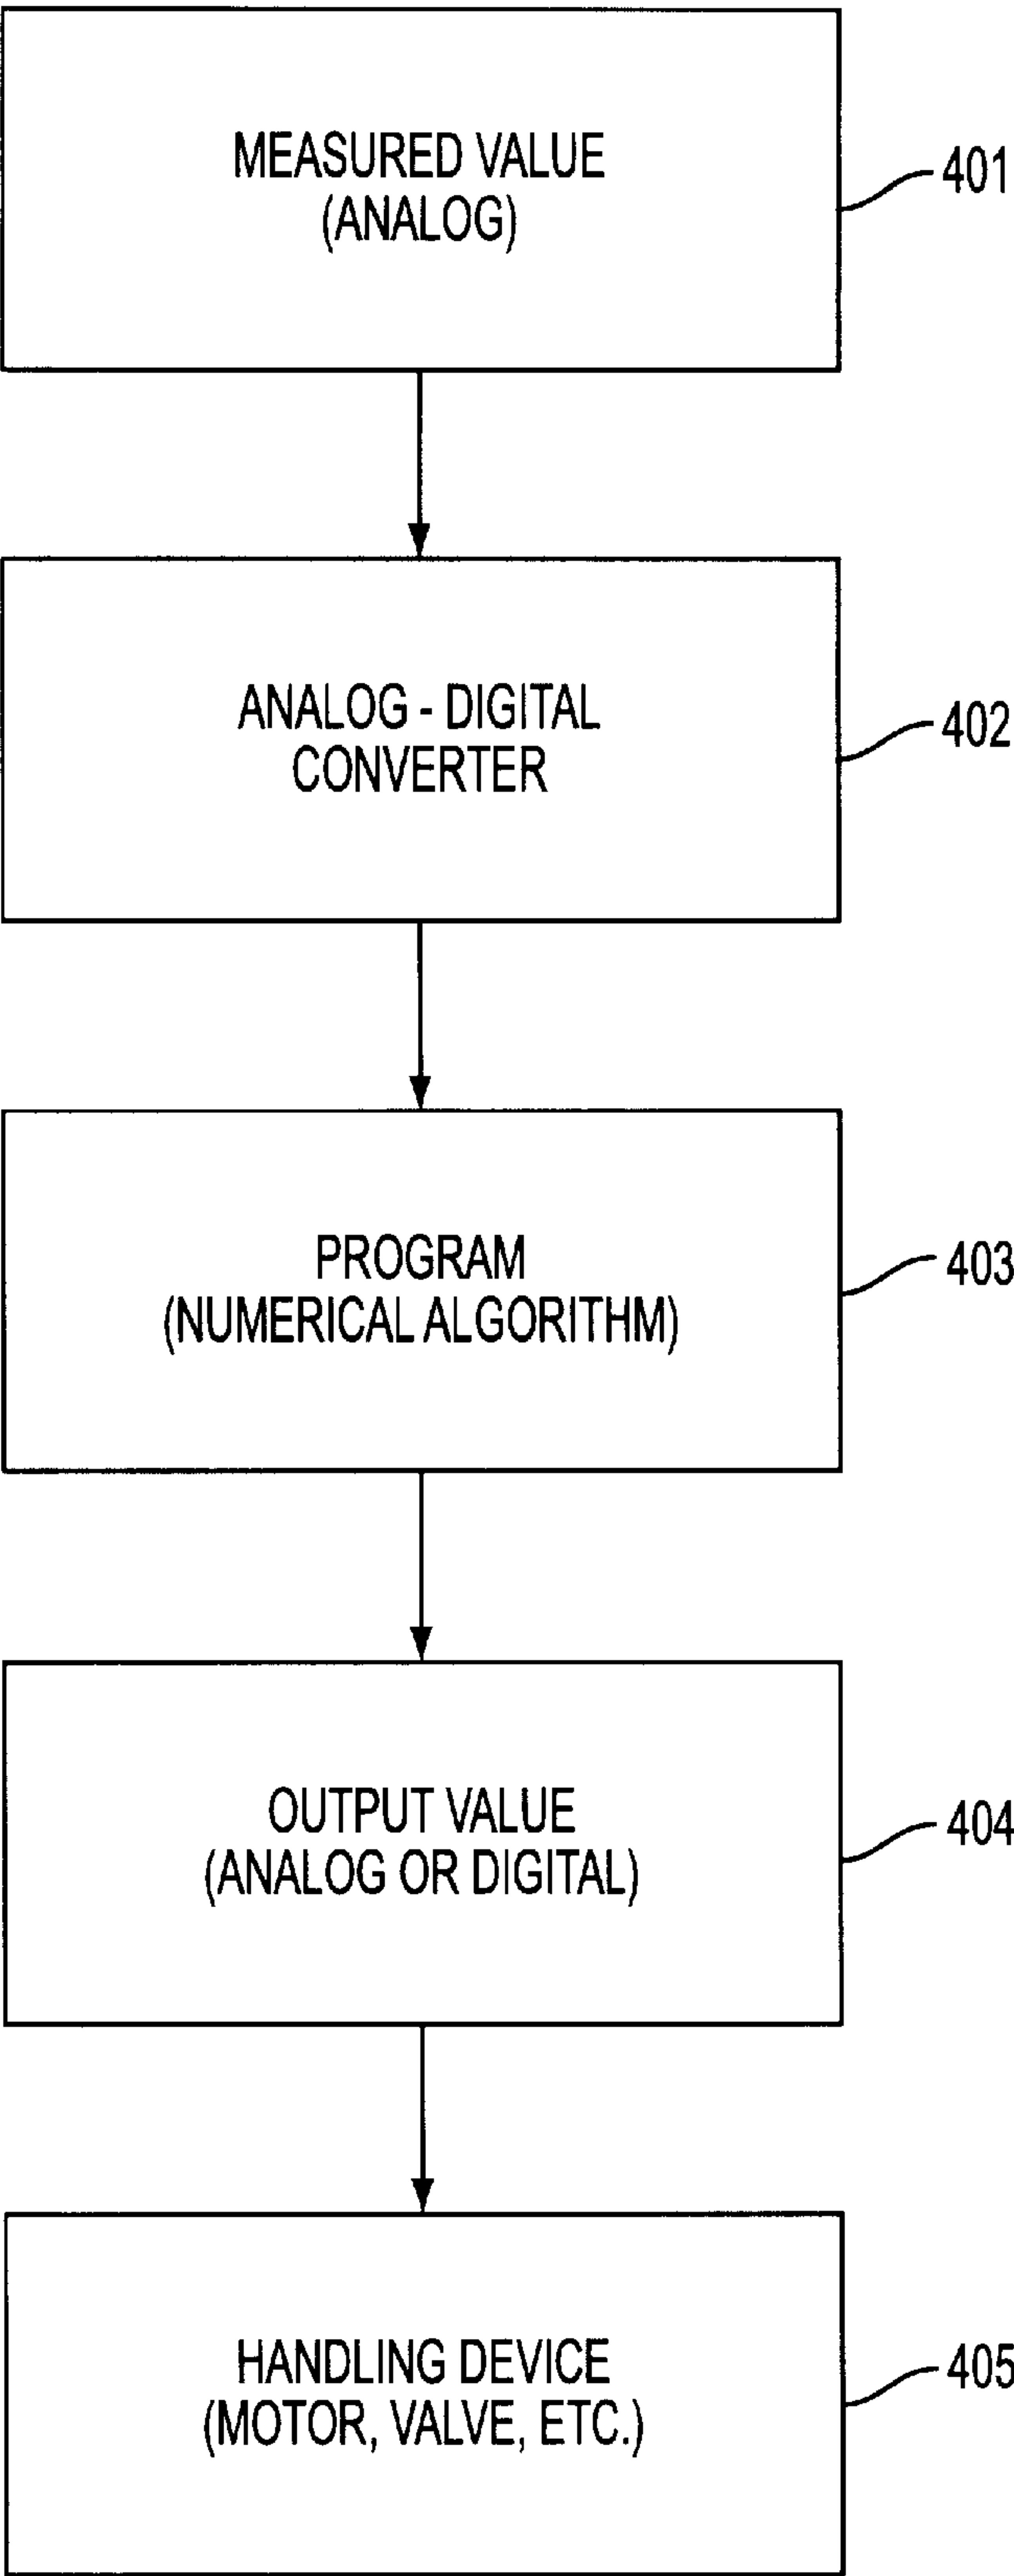 MEASURED VALUE
(ANALOG)
401
ANALOG - DIGITAL
CONVERTER
402
PROGRAM
(NUMERICAL ALGORITHM)
403
OUTPUT VALUE
(ANALOG OR DIGITAL)
404
HANDLING DEVICE
(MOTOR, VALVE, ETC.)
405